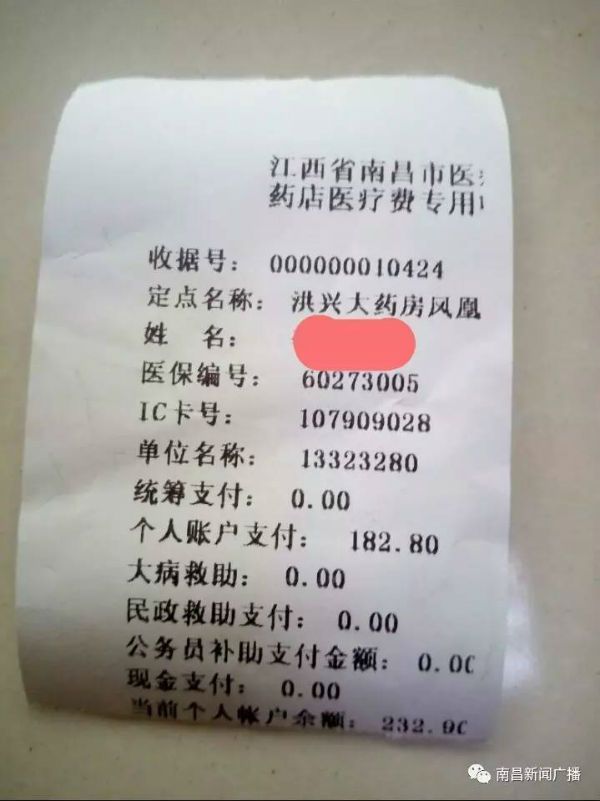 江西省南昌市医
药店医疗费专用
收据号： 000000010424
定点名称： 洪兴大药房凤凰
姓 名：
医保编号： 60273005
IC卡号： 107909028
单位名称： 13323280
统筹支付： 0.00
个人账户支付： 182.80
大病救助： 0.00
民政救助支付： 0.00
公务员补助支付金额： 0.00
现金支付： 0.00
当前个人帐户余额： 232.90
南昌新闻广播